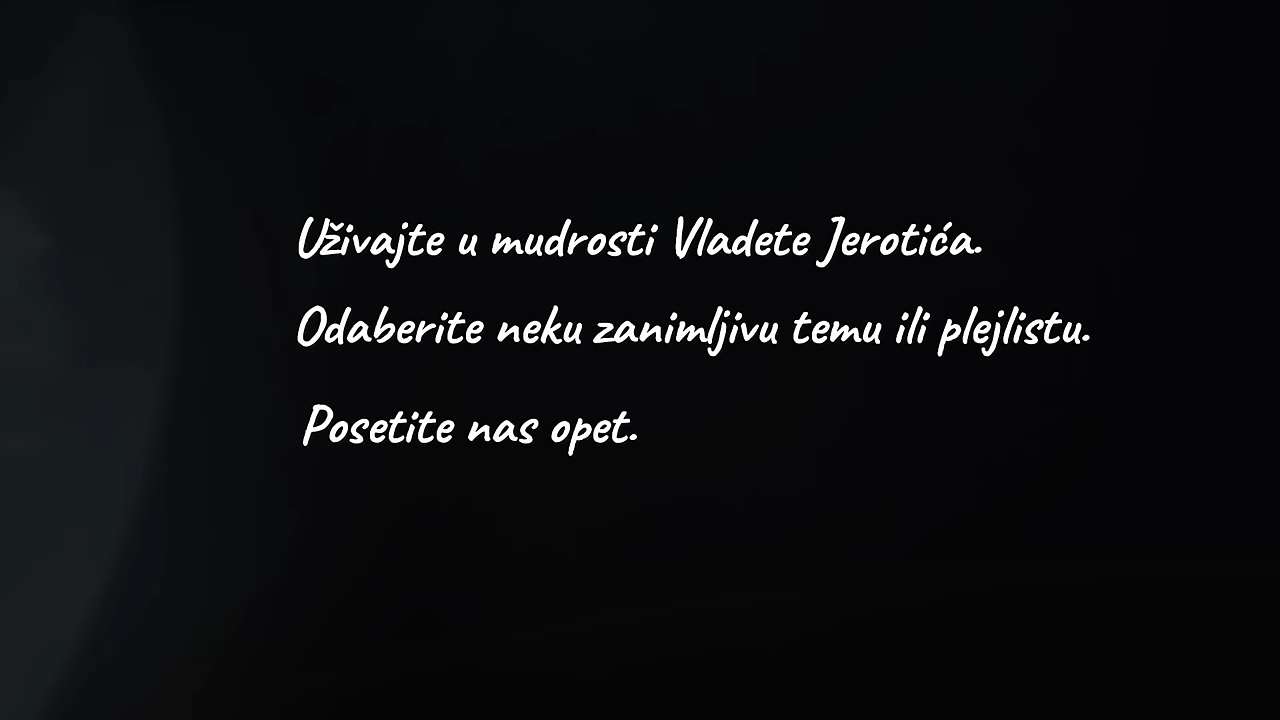 Uživajte u mudrosti Vladete Jerotića.
Odaberite neku zanimljivu temu ili plejlistu.
Posetite nas opet.